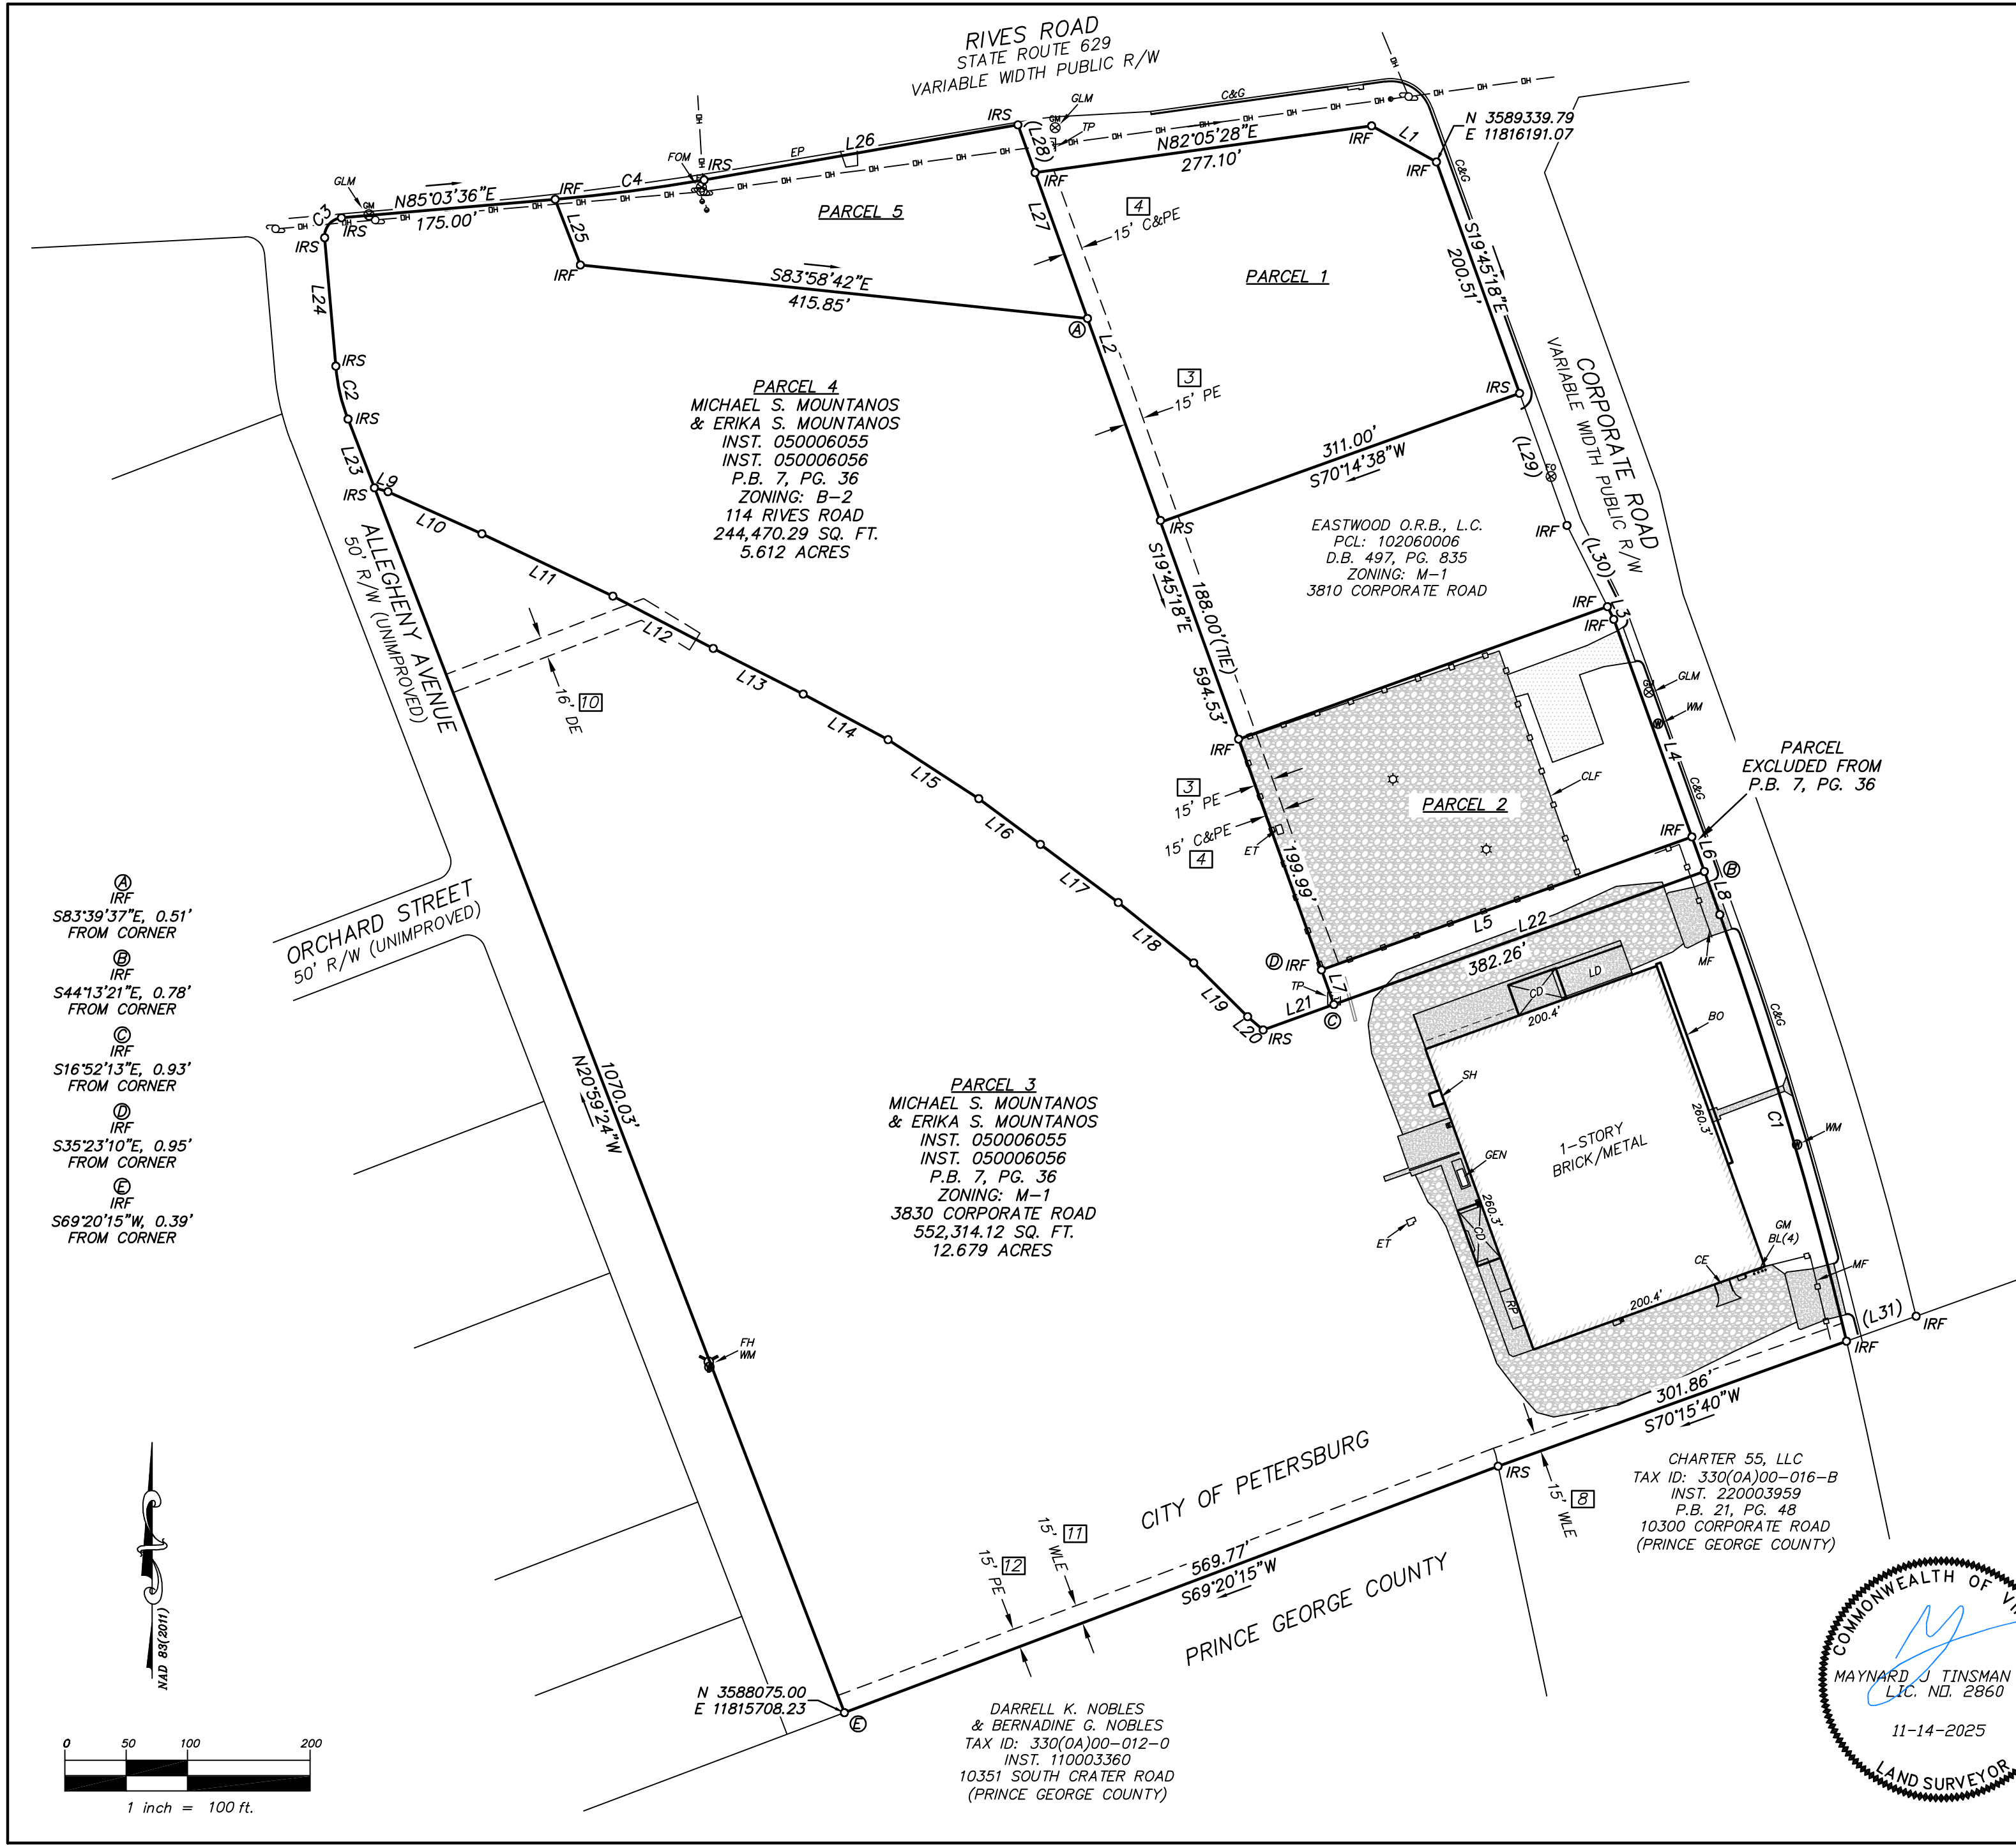 RIVES ROAD
STATE ROUTE 629
VARIABLE WIDTH PUBLIC R/W
C&G
GLM
GM
TP
IRS
(L28)
L26
EP
FOM
IRS
N82°05'28"E
277.10'
IRF
L1
IRF
N 3589339.79
E 11816191.07
C&G
GLM
GM
C3
IRS
IRS
N85°03'36"E
175.00'
IRF
C4
L25
IRF
PARCEL 5
IRF
L27
4
15' C&PE
PARCEL 1
S19°45'18"E
200.51'
S83°58'42"E
415.85'
A
L2
L24
IRS
C2
IRS
L23
IRS
L9
L10
L11
L12
L13
L14
L15
L16
L17
L18
L19
L20
IRS
L21
PARCEL 4
MICHAEL S. MOUNTANOS
& ERIKA S. MOUNTANOS
INST. 050006055
INST. 050006056
P.B. 7, PG. 36
ZONING: B-2
114 RIVES ROAD
244,470.29 SQ. FT.
5.612 ACRES
3
15' PE
311.00'
S70°14'38"W
IRS
IRS
(L29)
FO
IRF
CORPORATE ROAD
VARIABLE WIDTH PUBLIC R/W
EASTWOOD O.R.B., L.C.
PCL: 102060006
D.B. 497, PG. 835
ZONING: M-1
3810 CORPORATE ROAD
(L30)
IRF
L3
IRF
S19°45'18"E
188.00'(TIE)
594.53'
IRF
GM
GLM
WM
L4
C&G
CLF
PARCEL
EXCLUDED FROM
P.B. 7, PG. 36
PARCEL 2
3
15' PE
15' C&PE
4
ET
199.99'
IRF
L6
B
L8
L5
L22
382.26'
D IRF
L7
TP
C
MF
ALLEGHENY AVENUE
50' R/W (UNIMPROVED)
16' DE
10
ORCHARD STREET
50' R/W (UNIMPROVED)
A
IRF
S83°39'37"E, 0.51'
FROM CORNER
B
IRF
S44°13'21"E, 0.78'
FROM CORNER
C
IRF
S16°52'13"E, 0.93'
FROM CORNER
D
IRF
S35°23'10"E, 0.95'
FROM CORNER
E
IRF
S69°20'15"W, 0.39'
FROM CORNER
1070.03'
N20°59'24"W
PARCEL 3
MICHAEL S. MOUNTANOS
& ERIKA S. MOUNTANOS
INST. 050006055
INST. 050006056
P.B. 7, PG. 36
ZONING: M-1
3830 CORPORATE ROAD
552,314.12 SQ. FT.
12.679 ACRES
CD
LD
200.4'
BO
C&G
SH
1-STORY
BRICK/METAL
260.3'
C1
WM
GEN
260.3'
CD
ET
RP
CE
GM
BL(4)
MF
200.4'
(L31)
IRF
IRF
301.86'
S70°15'40"W
FH
WM
CITY OF PETERSBURG
IRS
15' WLE
8
CHARTER 55, LLC
TAX ID: 330(0A)00-016-B
INST. 220003959
P.B. 21, PG. 48
10300 CORPORATE ROAD
(PRINCE GEORGE COUNTY)
15' WLE
11
15' PE
12
569.77'
S69°20'15"W
PRINCE GEORGE COUNTY
N 3588075.00
E 11815708.23
E
DARRELL K. NOBLES
& BERNADINE G. NOBLES
TAX ID: 330(0A)00-012-0
INST. 110003360
10351 SOUTH CRATER ROAD
(PRINCE GEORGE COUNTY)
NAD 83(2011)
0 50 100 200
1 inch = 100 ft.
COMMONWEALTH OF
MAYNARD J TINSMAN
LIC. NO. 2860
11-14-2025
LAND SURVEYOR